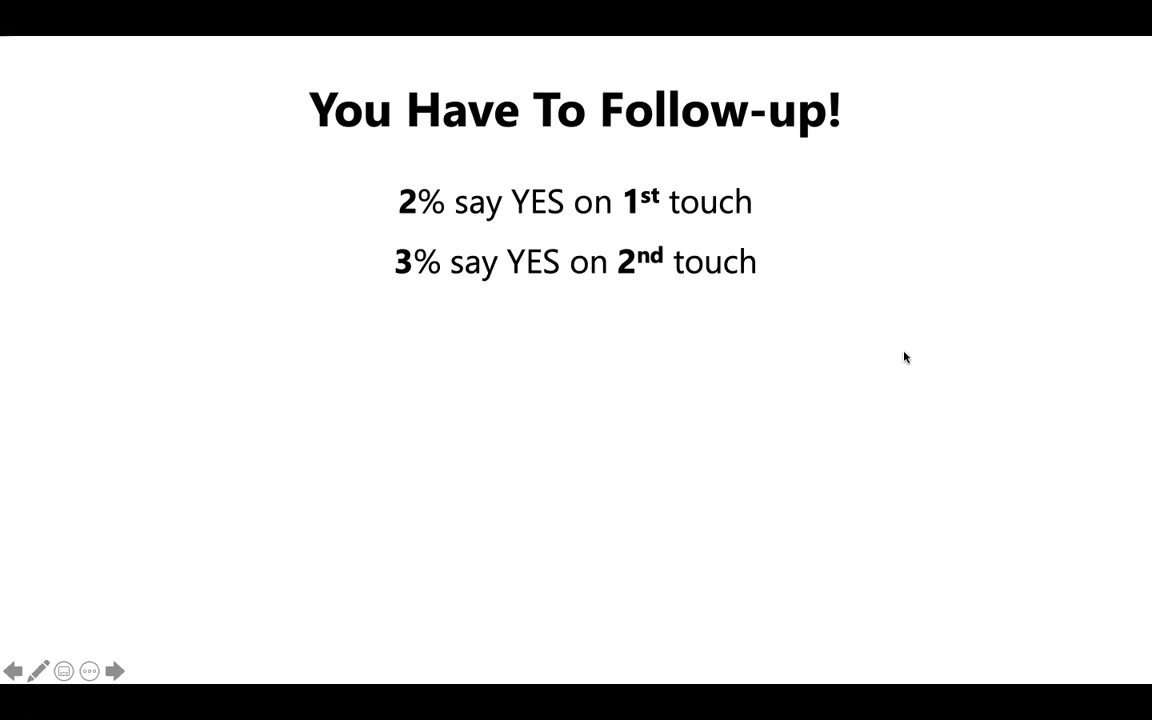 You Have To Follow-up!
2% say YES on 1st touch
3% say YES on 2nd touch